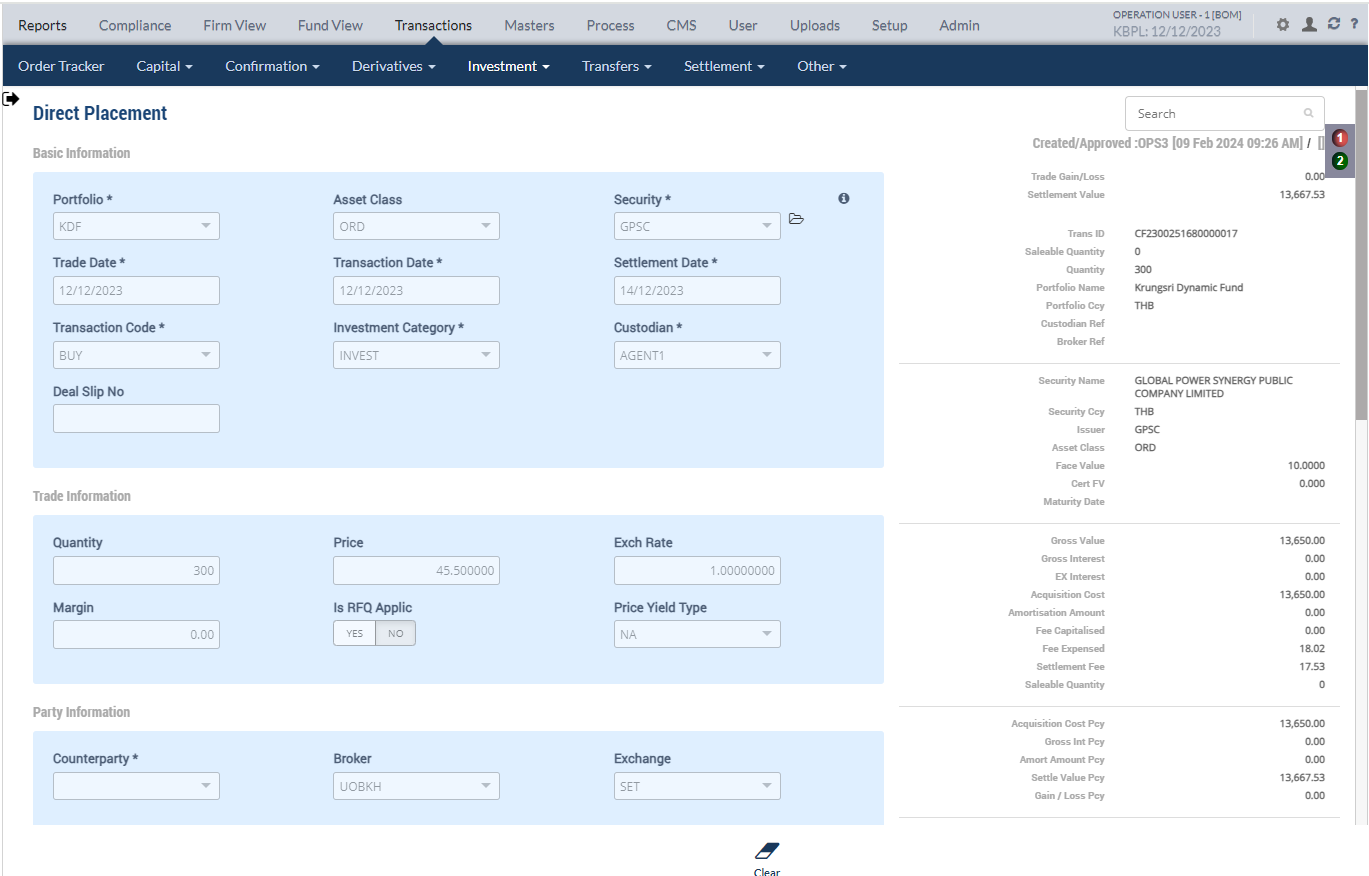 Reports Compliance Firm View Fund View Transactions Masters Process CMS User Uploads Setup Admin
OPERATION USER - 1 [BOM]
KBPL: 12/12/2023
?
Order Tracker Capital Confirmation Derivatives Investment Transfers Settlement Other
Direct Placement
Search
Basic Information
Created/Approved :OPS3 [09 Feb 2024 09:26 AM] / []
1
2
Portfolio * Asset Class Security *
KDF ORD GPSC
Trade Date * Transaction Date * Settlement Date *
12/12/2023 12/12/2023 14/12/2023
Transaction Code * Investment Category * Custodian *
BUY INVEST AGENT1
Deal Slip No
Trade Information
Quantity Price Exch Rate
300 45.500000 1.00000000
Margin Is RFQ Applic Price Yield Type
0.00 YES NO NA
Party Information
Counterparty * Broker Exchange
UOBKH SET
Trade Gain/Loss 0.00
Settlement Value 13,667.53
Trans ID CF2300251680000017
Saleable Quantity 0
Quantity 300
Portfolio Name Krungsri Dynamic Fund
Portfolio Ccy THB
Custodian Ref
Broker Ref
Security Name GLOBAL POWER SYNERGY PUBLIC
COMPANY LIMITED
Security Ccy THB
Issuer GPSC
Asset Class ORD
Face Value 10.0000
Cert FV 0.000
Maturity Date
Gross Value 13,650.00
Gross Interest 0.00
EX Interest 0.00
Acquisition Cost 13,650.00
Amortisation Amount 0.00
Fee Capitalised 0.00
Fee Expensed 18.02
Settlement Fee 17.53
Saleable Quantity 0
Acquisition Cost Pcy 13,650.00
Gross Int Pcy 0.00
Amort Amount Pcy 0.00
Settle Value Pcy 13,667.53
Gain / Loss Pcy 0.00
Clear